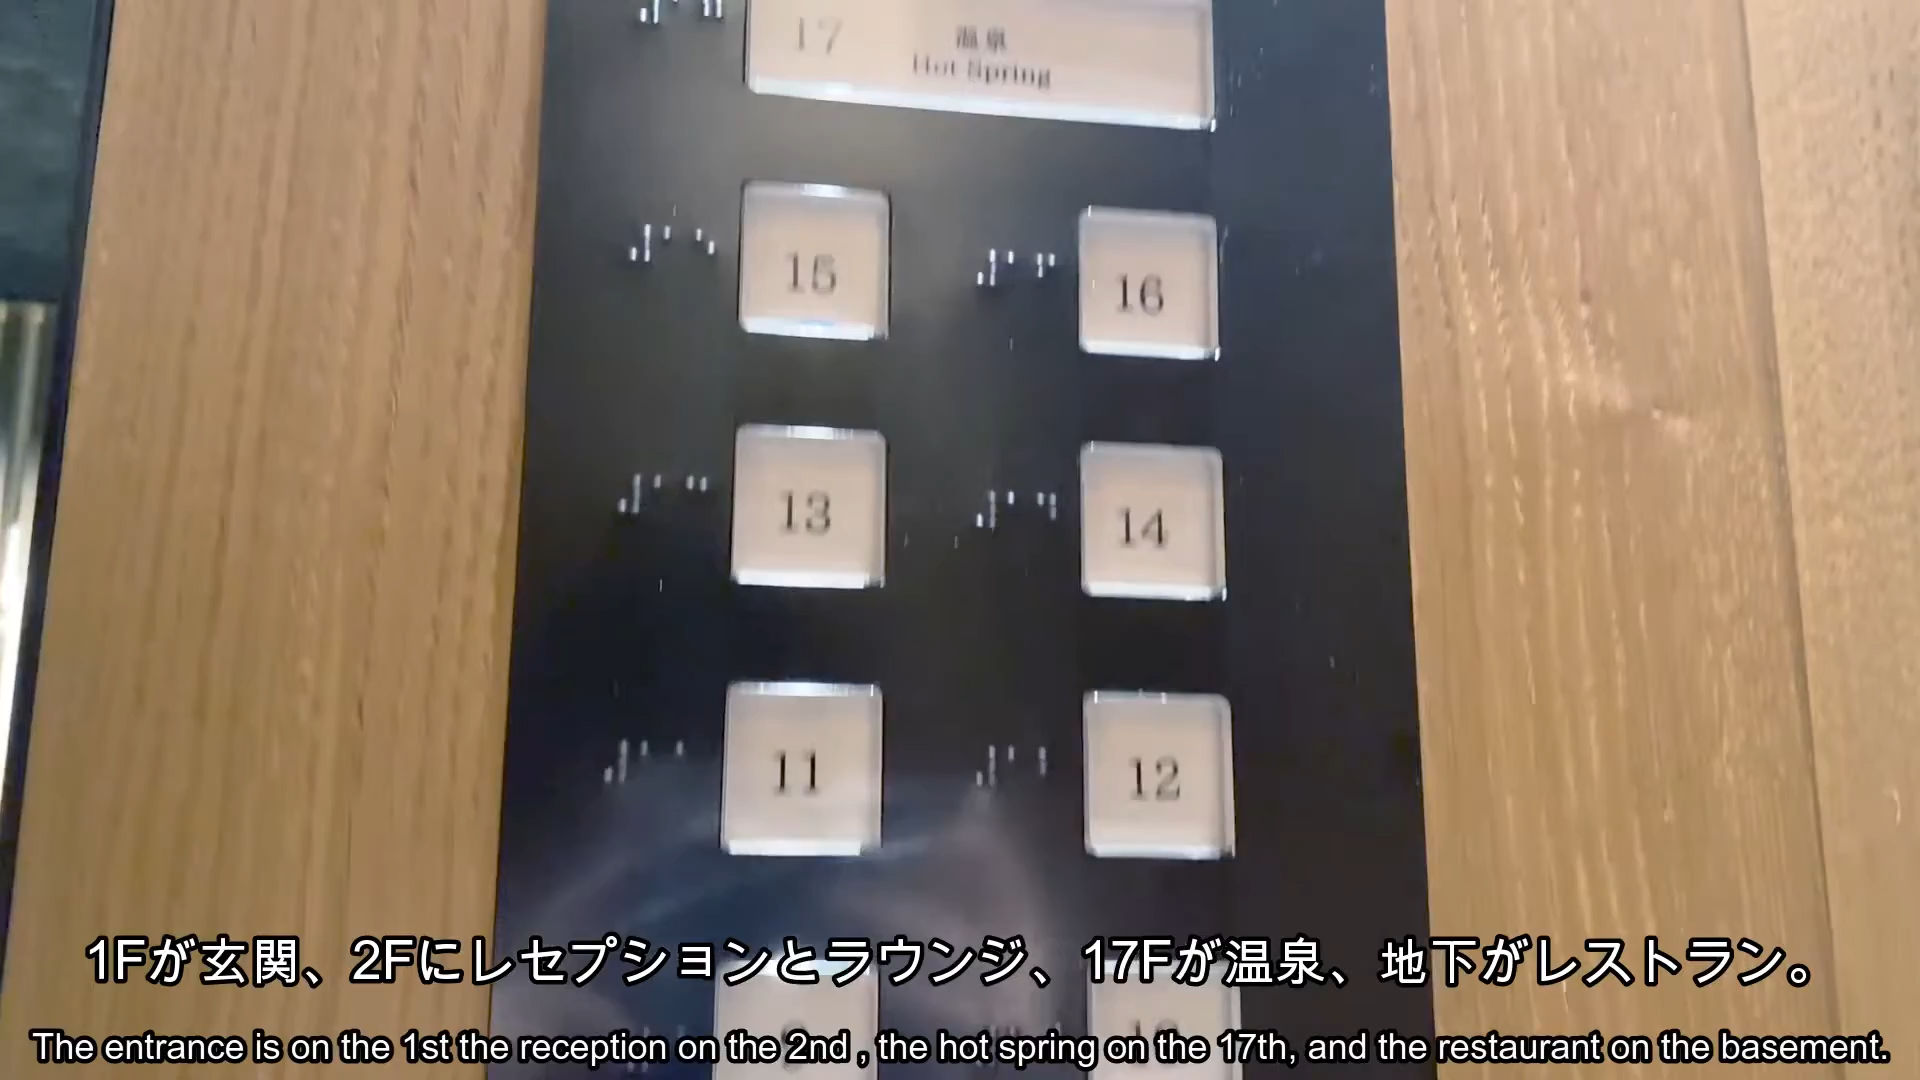 17
温泉
Hot Spring
15
16
13
14
11
12
9
10
1Fが玄関、2Fにレセプションとラウンジ、17Fが温泉、地下がレストラン。
The entrance is on the 1st the reception on the 2nd , the hot spring on the 17th, and the restaurant on the basement.